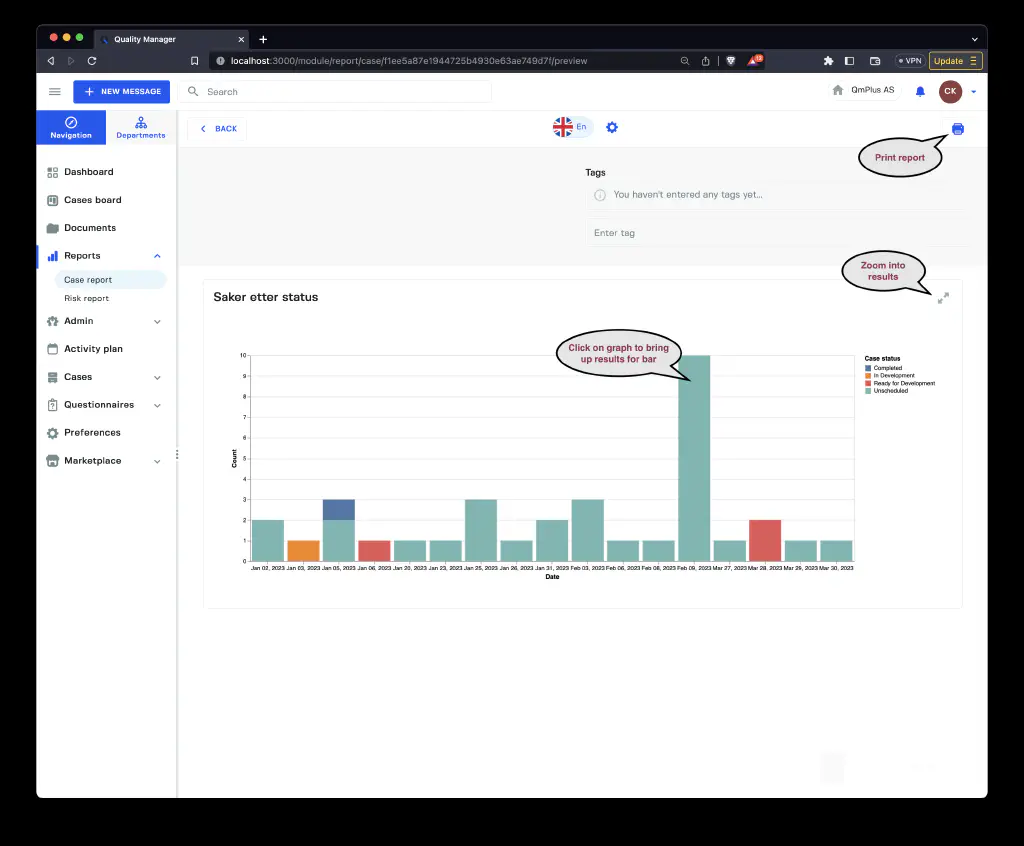 Quality Manager
localhost:3000/module/report/case/f1ee5a87e1944725b4930e63ae749d7f/preview
VPN
Update
NEW MESSAGE
Search
QmPlus AS
CK
Navigation
Departments
BACK
En
Print report
Dashboard
Cases board
Documents
Reports
Case report
Risk report
Admin
Activity plan
Cases
Questionnaires
Preferences
Marketplace
Tags
You haven't entered any tags yet...
Enter tag
Zoom into
results
Saker etter status
Click on graph to bring
up results for bar
10
9
8
7
6
5
4
3
2
1
0
Count
Jan 02, 2023 Jan 03, 2023 Jan 05, 2023 Jan 06, 2023 Jan 20, 2023 Jan 23, 2023 Jan 25, 2023 Jan 26, 2023 Jan 31, 2023 Feb 03, 2023 Feb 06, 2023 Feb 08, 2023 Feb 09, 2023 Mar 27, 2023 Mar 28, 2023 Mar 29, 2023 Mar 30, 2023
Date
Case status
Completed
In Development
Ready for Development
Unscheduled